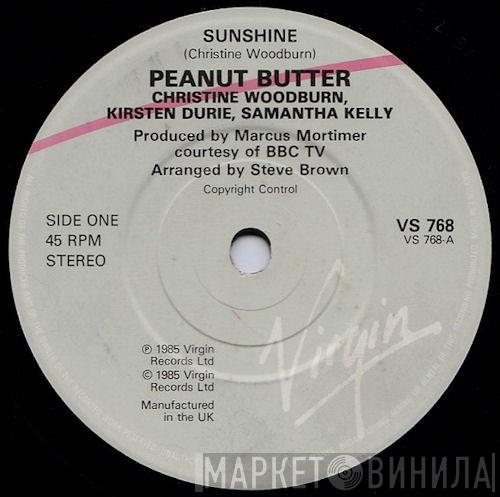 SUNSHINE
(Christine Woodburn)
PEANUT BUTTER
CHRISTINE WOODBURN,
KIRSTEN DURIE, SAMANTHA KELLY
Produced by Marcus Mortimer
courtesy of BBC TV
Arranged by Steve Brown
Copyright Control
SIDE ONE
45 RPM
STEREO
VS 768
VS 768-A
℗ 1985 Virgin
Records Ltd
© 1985 Virgin
Records Ltd
Manufactured
in the UK
Virgin
МАРКЕТ ВИНИЛА